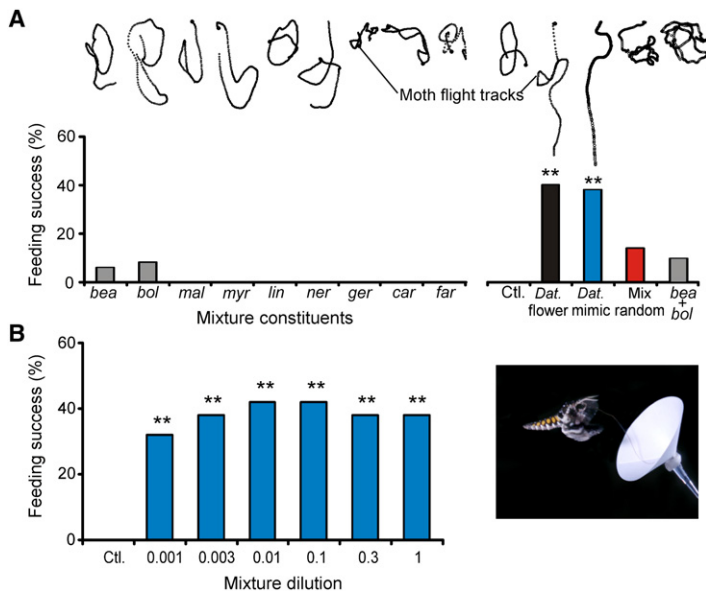 A
Moth flight tracks
Feeding success (%)
60
40
20
0
** **
bea bol mal myr lin ner ger car far
Mixture constituents
Ctl. Dat. Dat. Mix bea
flower mimic random +
bol
B
Feeding success (%)
60
40
20
0
** ** ** ** ** **
Ctl. 0.001 0.003 0.01 0.1 0.3 1
Mixture dilution